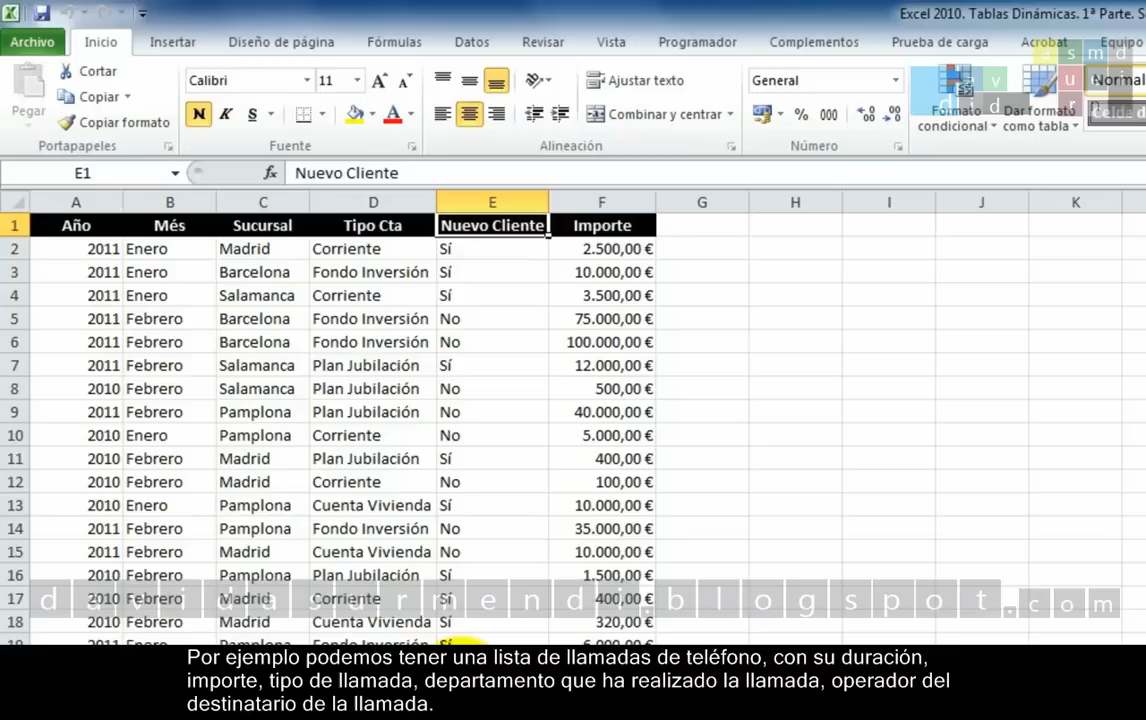 Excel 2010. Tablas Dinámicas. 1ª Parte. S
Archivo Inicio Insertar Diseño de página Fórmulas Datos Revisar Vista Programador Complementos Prueba de carga Acrobat Equipo
Pegar
Cortar
Copiar
Copiar formato
Portapapeles
Calibri 11
N K S
Fuente
Ajustar texto
Combinar y centrar
Alineación
General
% 000
Número
Formato condicional
Dar formato como tabla
Normal
E1 fx Nuevo Cliente
A B C D E F G H I J K
1 Año Més Sucursal Tipo Cta Nuevo Cliente Importe
2 2011 Enero Madrid Corriente Sí 2.500,00 €
3 2011 Enero Barcelona Fondo Inversión Sí 10.000,00 €
4 2011 Enero Salamanca Corriente Sí 3.500,00 €
5 2011 Febrero Barcelona Fondo Inversión No 75.000,00 €
6 2011 Febrero Barcelona Fondo Inversión No 100.000,00 €
7 2011 Febrero Salamanca Plan Jubilación Sí 12.000,00 €
8 2010 Febrero Salamanca Plan Jubilación No 500,00 €
9 2011 Febrero Pamplona Plan Jubilación No 40.000,00 €
10 2010 Enero Pamplona Corriente No 5.000,00 €
11 2010 Febrero Madrid Plan Jubilación Sí 400,00 €
12 2010 Febrero Madrid Corriente No 100,00 €
13 2010 Enero Pamplona Cuenta Vivienda Sí 10.000,00 €
14 2011 Febrero Pamplona Fondo Inversión No 35.000,00 €
15 2011 Febrero Madrid Cuenta Vivienda No 10.000,00 €
16 2010 Febrero Pamplona Plan Jubilación Sí 1.500,00 €
17 2010 Febrero Madrid Corriente Sí 400,00 €
davidasurmendi.blogspot.com
18 2010 Febrero Madrid Cuenta Vivienda Sí 320,00 €
Por ejemplo podemos tener una lista de llamadas de teléfono, con su duración,
importe, tipo de llamada, departamento que ha realizado la llamada, operador del
destinatario de la llamada.